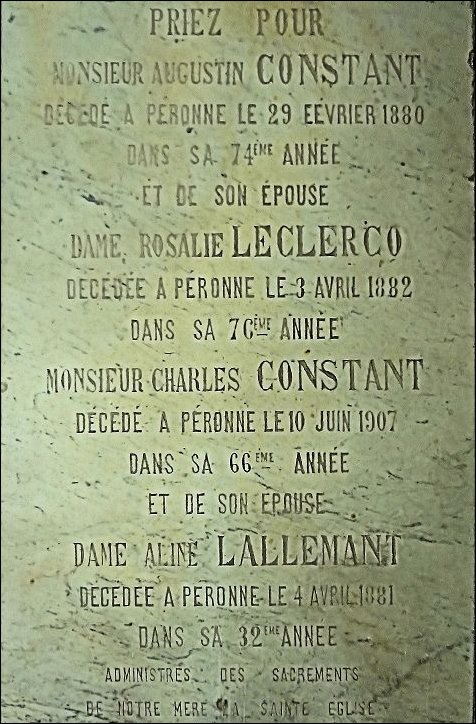 PRIEZ POUR
MONSIEUR AUGUSTIN CONSTANT
DÉCÉDÉ A PÉRONNE LE 29 FEVRIER 1880
DANS SA 74ÈME ANNÉE
ET DE SON ÉPOUSE
DAME ROSALIE LECLERCQ
DÉCÉDÉE A PÉRONNE LE 3 AVRIL 1882
DANS SA 76ÈME ANNÉE
MONSIEUR CHARLES CONSTANT
DÉCÉDÉ A PÉRONNE LE 10 JUIN 1907
DANS SA 66ÈME ANNÉE
ET DE SON ÉPOUSE
DAME ALINE LALLEMANT
DÉCÉDÉE A PÉRONNE LE 4 AVRIL 1881
DANS SA 32ÈME ANNÉE
ADMINISTRÉS DES SACREMENTS
DE NOTRE MÈRE LA SAINTE ÉGLISE